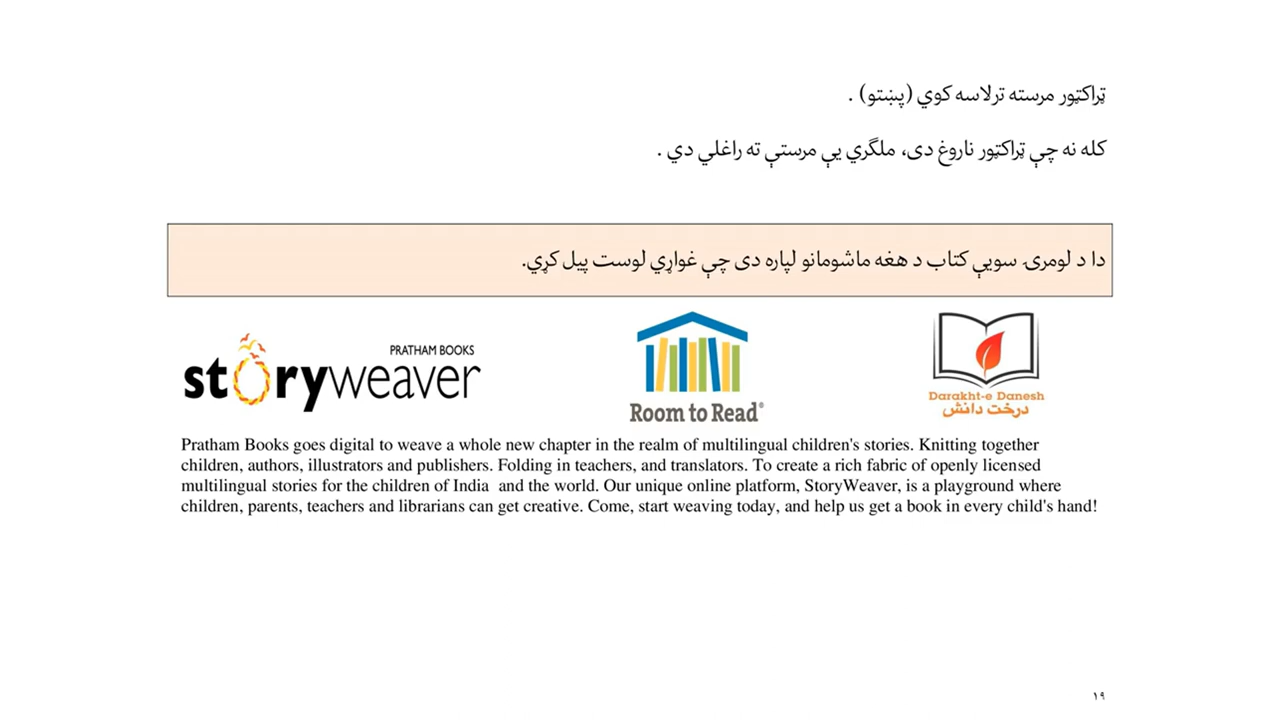 ټراکټور مرسته ترلاسه کوي (پښتو) .
کله نه چې ټراکټور ناروغ دی، ملګري یې مرستې ته راغلي دي .
دا د لومړۍ سويې کتاب د هغه ماشومانو لپاره دی چې غواړي لوست پیل کړي.
PRATHAM BOOKS
storyweaver
Room to Read®
Darakht-e Danesh
درخت دانش
Pratham Books goes digital to weave a whole new chapter in the realm of multilingual children's stories. Knitting together
children, authors, illustrators and publishers. Folding in teachers, and translators. To create a rich fabric of openly licensed
multilingual stories for the children of India and the world. Our unique online platform, StoryWeaver, is a playground where
children, parents, teachers and librarians can get creative. Come, start weaving today, and help us get a book in every child's hand!
۱۹